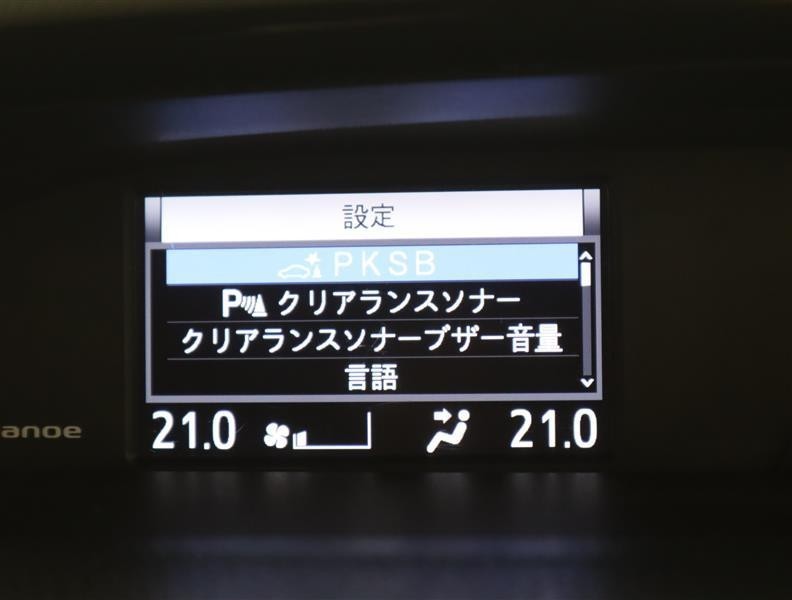 設定
PKSB
P クリアランスソナー
クリアランスソナーブザー音量
言語
anoe
21.0 21.0